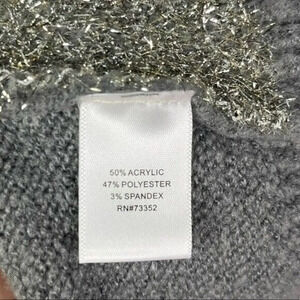 50% ACRYLIC
47% POLYESTER
3% SPANDEX
RN#73352